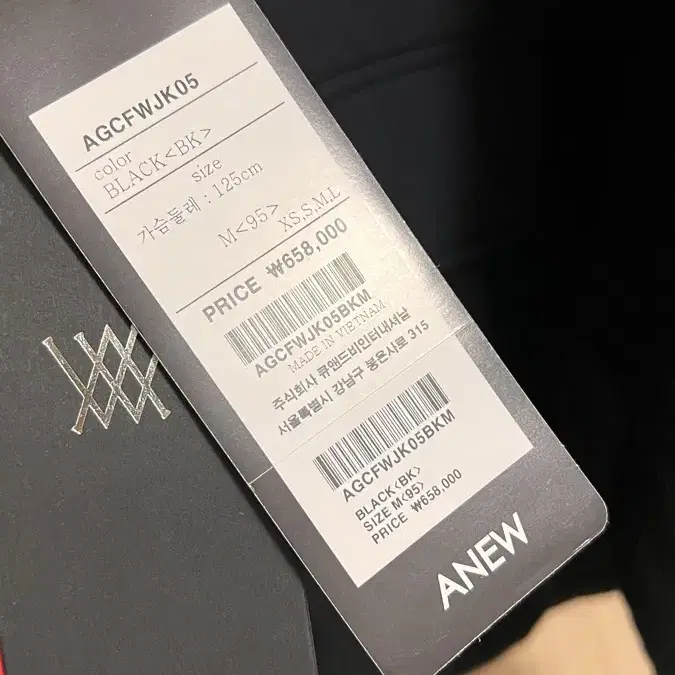 AGCFWJK05
color
BLACK<BK>
size
가슴둘레 : 125cm
M<95> XS,S,M,L
PRICE ₩658,000
AGCFWJK05BKM
MADE IN VIETNAM
주식회사 큐앤드비인터내셔날
서울특별시 강남구 봉은사로 315
AGCFWJK05BKM
BLACK<BK>
SIZE M<95>
PRICE ₩658,000
ANEW